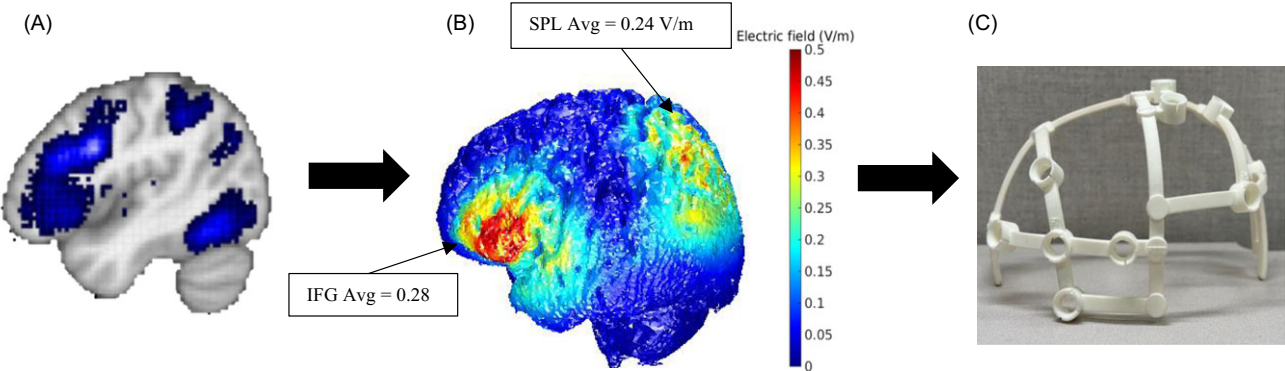 (A)
(B)
SPL Avg = 0.24 V/m
(C)
Electric field (V/m)
0.5
0.45
0.4
0.35
0.3
0.25
0.2
0.15
0.1
0.05
0
IFG Avg = 0.28